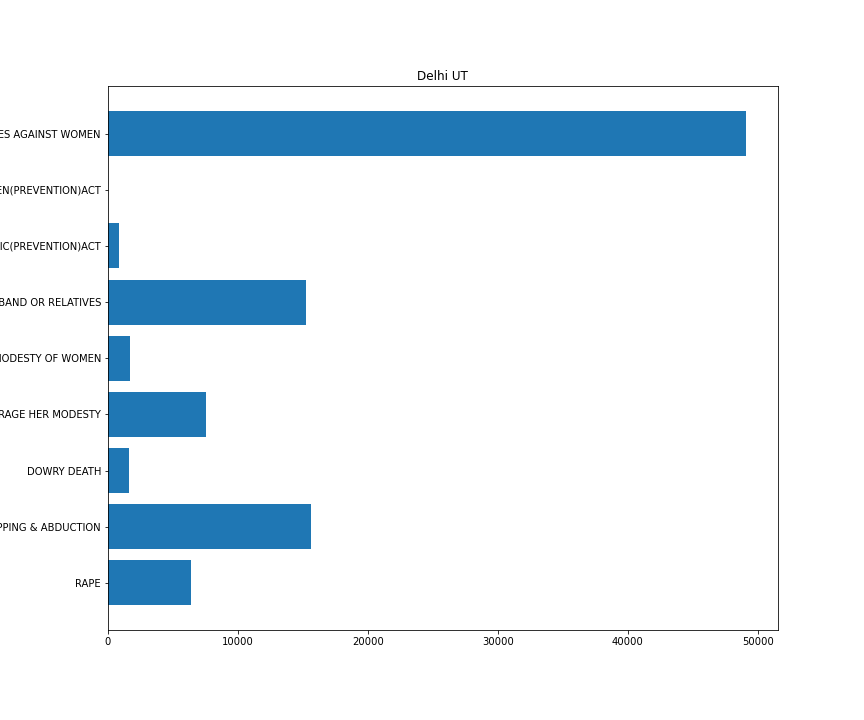 Delhi UT
ES AGAINST WOMEN
EN(PREVENTION)ACT
IC(PREVENTION)ACT
BAND OR RELATIVES
MODESTY OF WOMEN
RAGE HER MODESTY
DOWRY DEATH
PPING & ABDUCTION
RAPE
0 10000 20000 30000 40000 50000